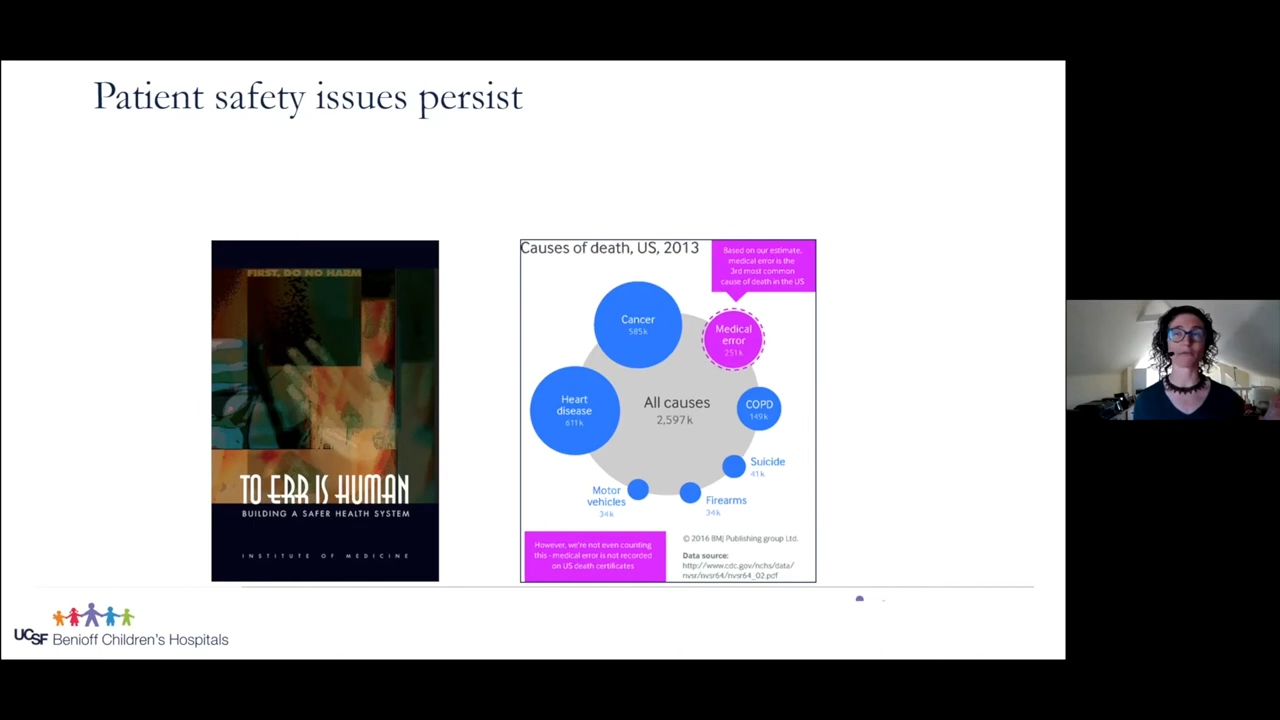 Patient safety issues persist
FIRST, DO NO HARM
TO ERR IS HUMAN
BUILDING A SAFER HEALTH SYSTEM
INSTITUTE OF MEDICINE
Causes of death, US, 2013
Based on our estimate,
medical error is the
3rd most common
cause of death in the US
Cancer
585k
Medical
error
251k
Heart
disease
611k
All causes
2,597k
COPD
149k
Suicide
41k
Motor
vehicles
34k
Firearms
34k
However, we're not even counting
this - medical error is not recorded
on US death certificates
© 2016 BMJ Publishing group Ltd.
Data source:
http://www.cdc.gov/nchs/data/
nvsr/nvsr64/nvsr64_02.pdf
UCSF Benioff Children's Hospitals